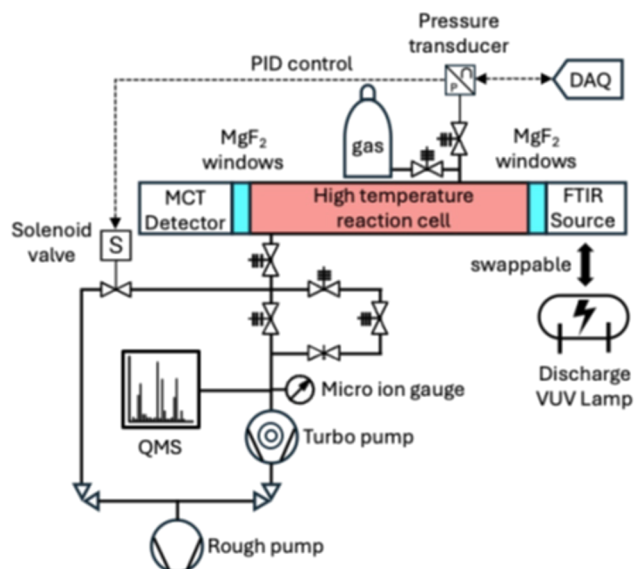 Pressure
transducer
PID control
P
DAQ
gas
MgF2
windows
MgF2
windows
MCT
Detector
High temperature
reaction cell
FTIR
Source
Solenoid
valve
S
swappable
Discharge
VUV Lamp
Micro ion gauge
QMS
Turbo pump
Rough pump